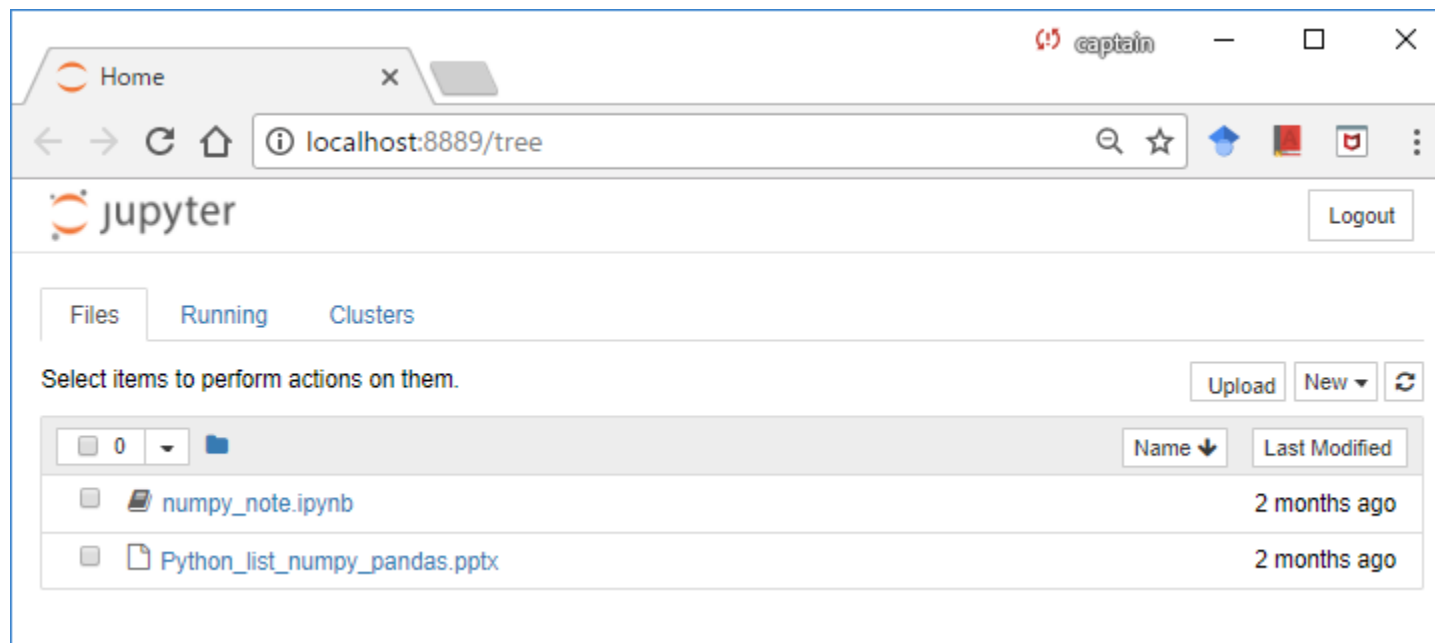 captain
Home
localhost:8889/tree
jupyter
Logout
Files Running Clusters
Select items to perform actions on them.
Upload New
0 Name Last Modified
numpy_note.ipynb 2 months ago
Python_list_numpy_pandas.pptx 2 months ago